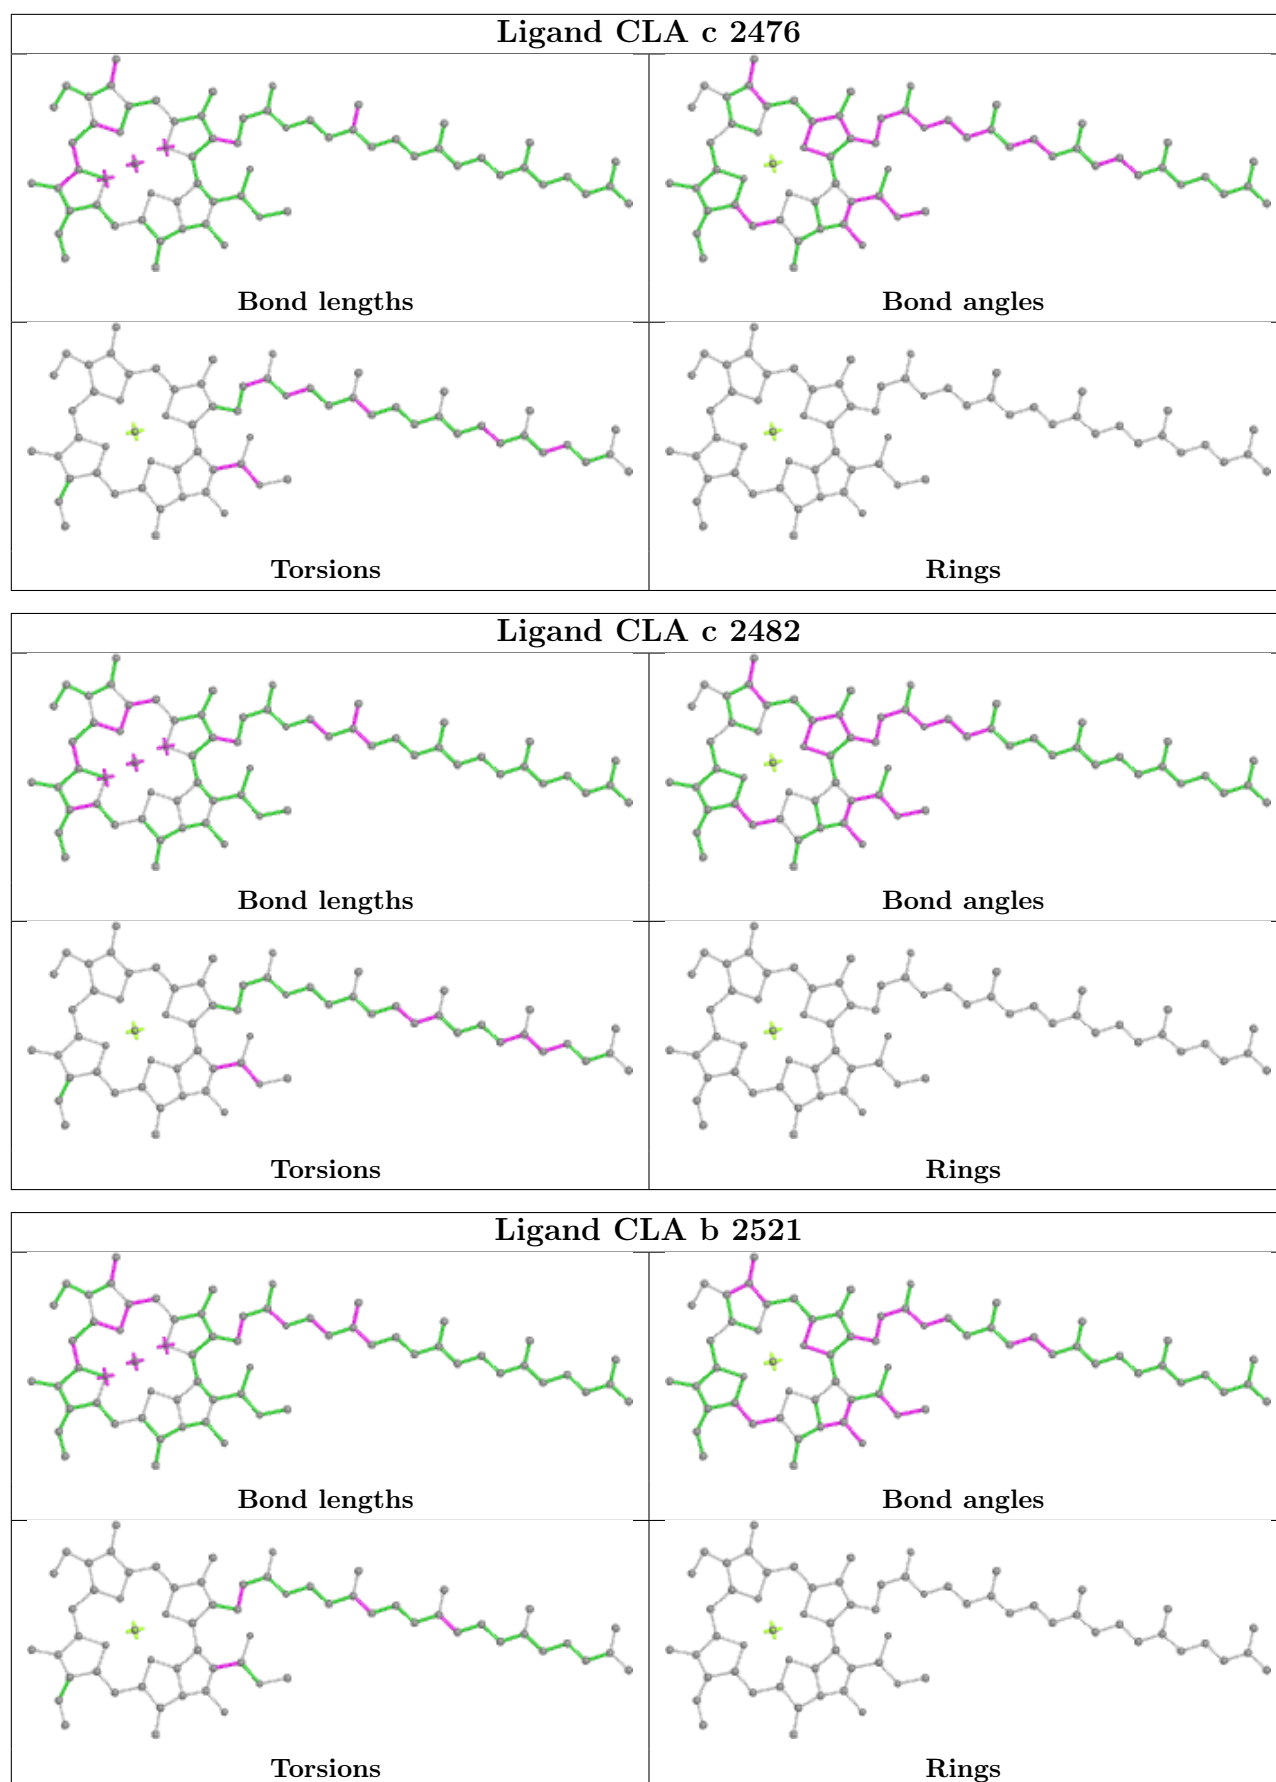 Ligand CLA c 2476
Bond lengths
Bond angles
Torsions
Rings
Ligand CLA c 2482
Bond lengths
Bond angles
Torsions
Rings
Ligand CLA b 2521
Bond lengths
Bond angles
Torsions
Rings